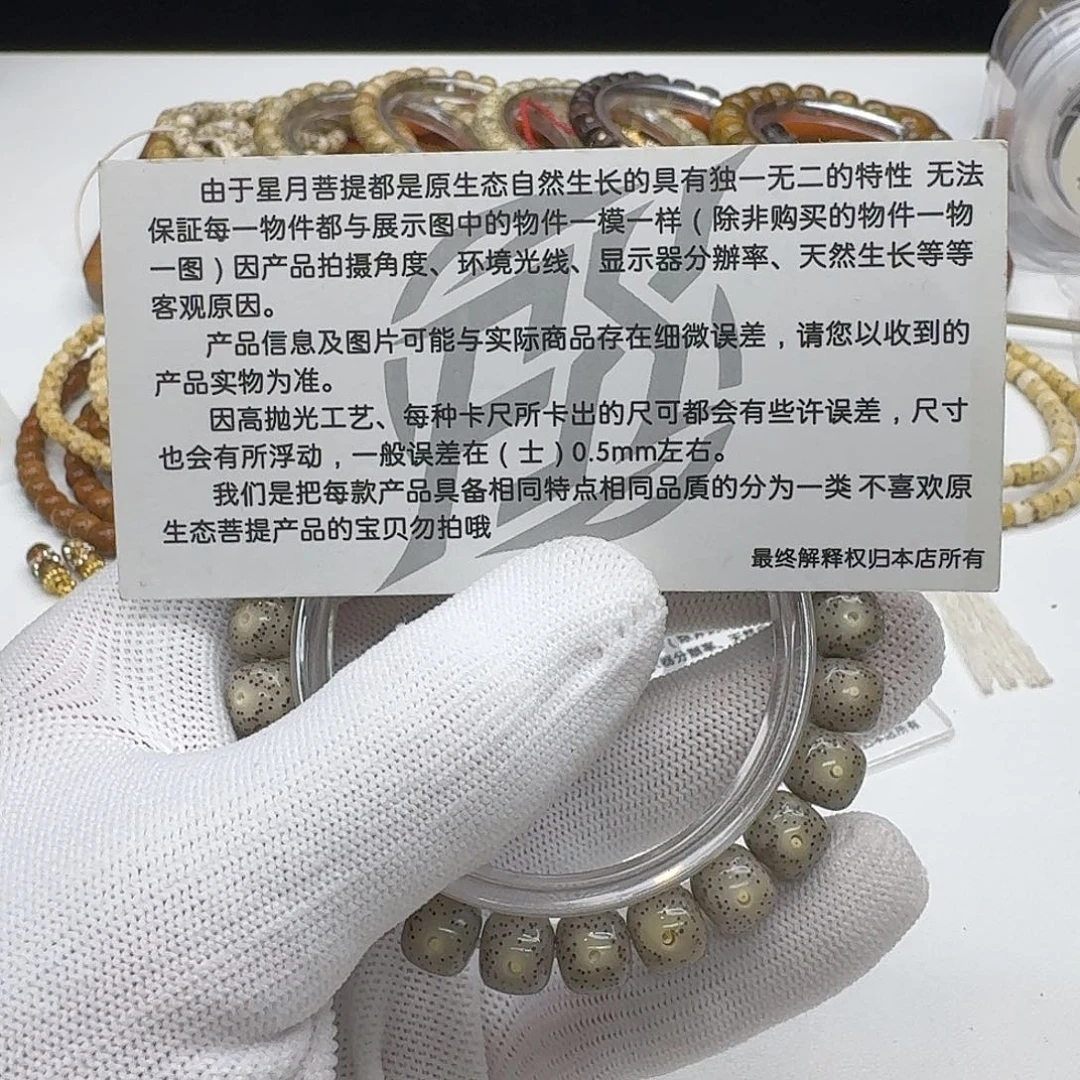 由于星月菩提都是原生态自然生长的具有独一无二的特性 无法
保証每一物件都与展示图中的物件一模一样（除非购买的物件一物
一图）因产品拍摄角度、环境光线、显示器分辦率、天然生长等等
客观原因。
产品信息及图片可能与实际商品存在细微误差，请您以收到的
产品实物为准。
因高抛光工艺、每种卡尺所卡出的尺可都会有些许误差，尺寸
也会有所浮动，一般误差在（士）0.5mm左右。
我们是把每款产品具备相同特点相同品質的分为一类 不喜欢原
生态菩提产品的宝贝勿拍哦
最终解释权归本店所有
器分辦率、天